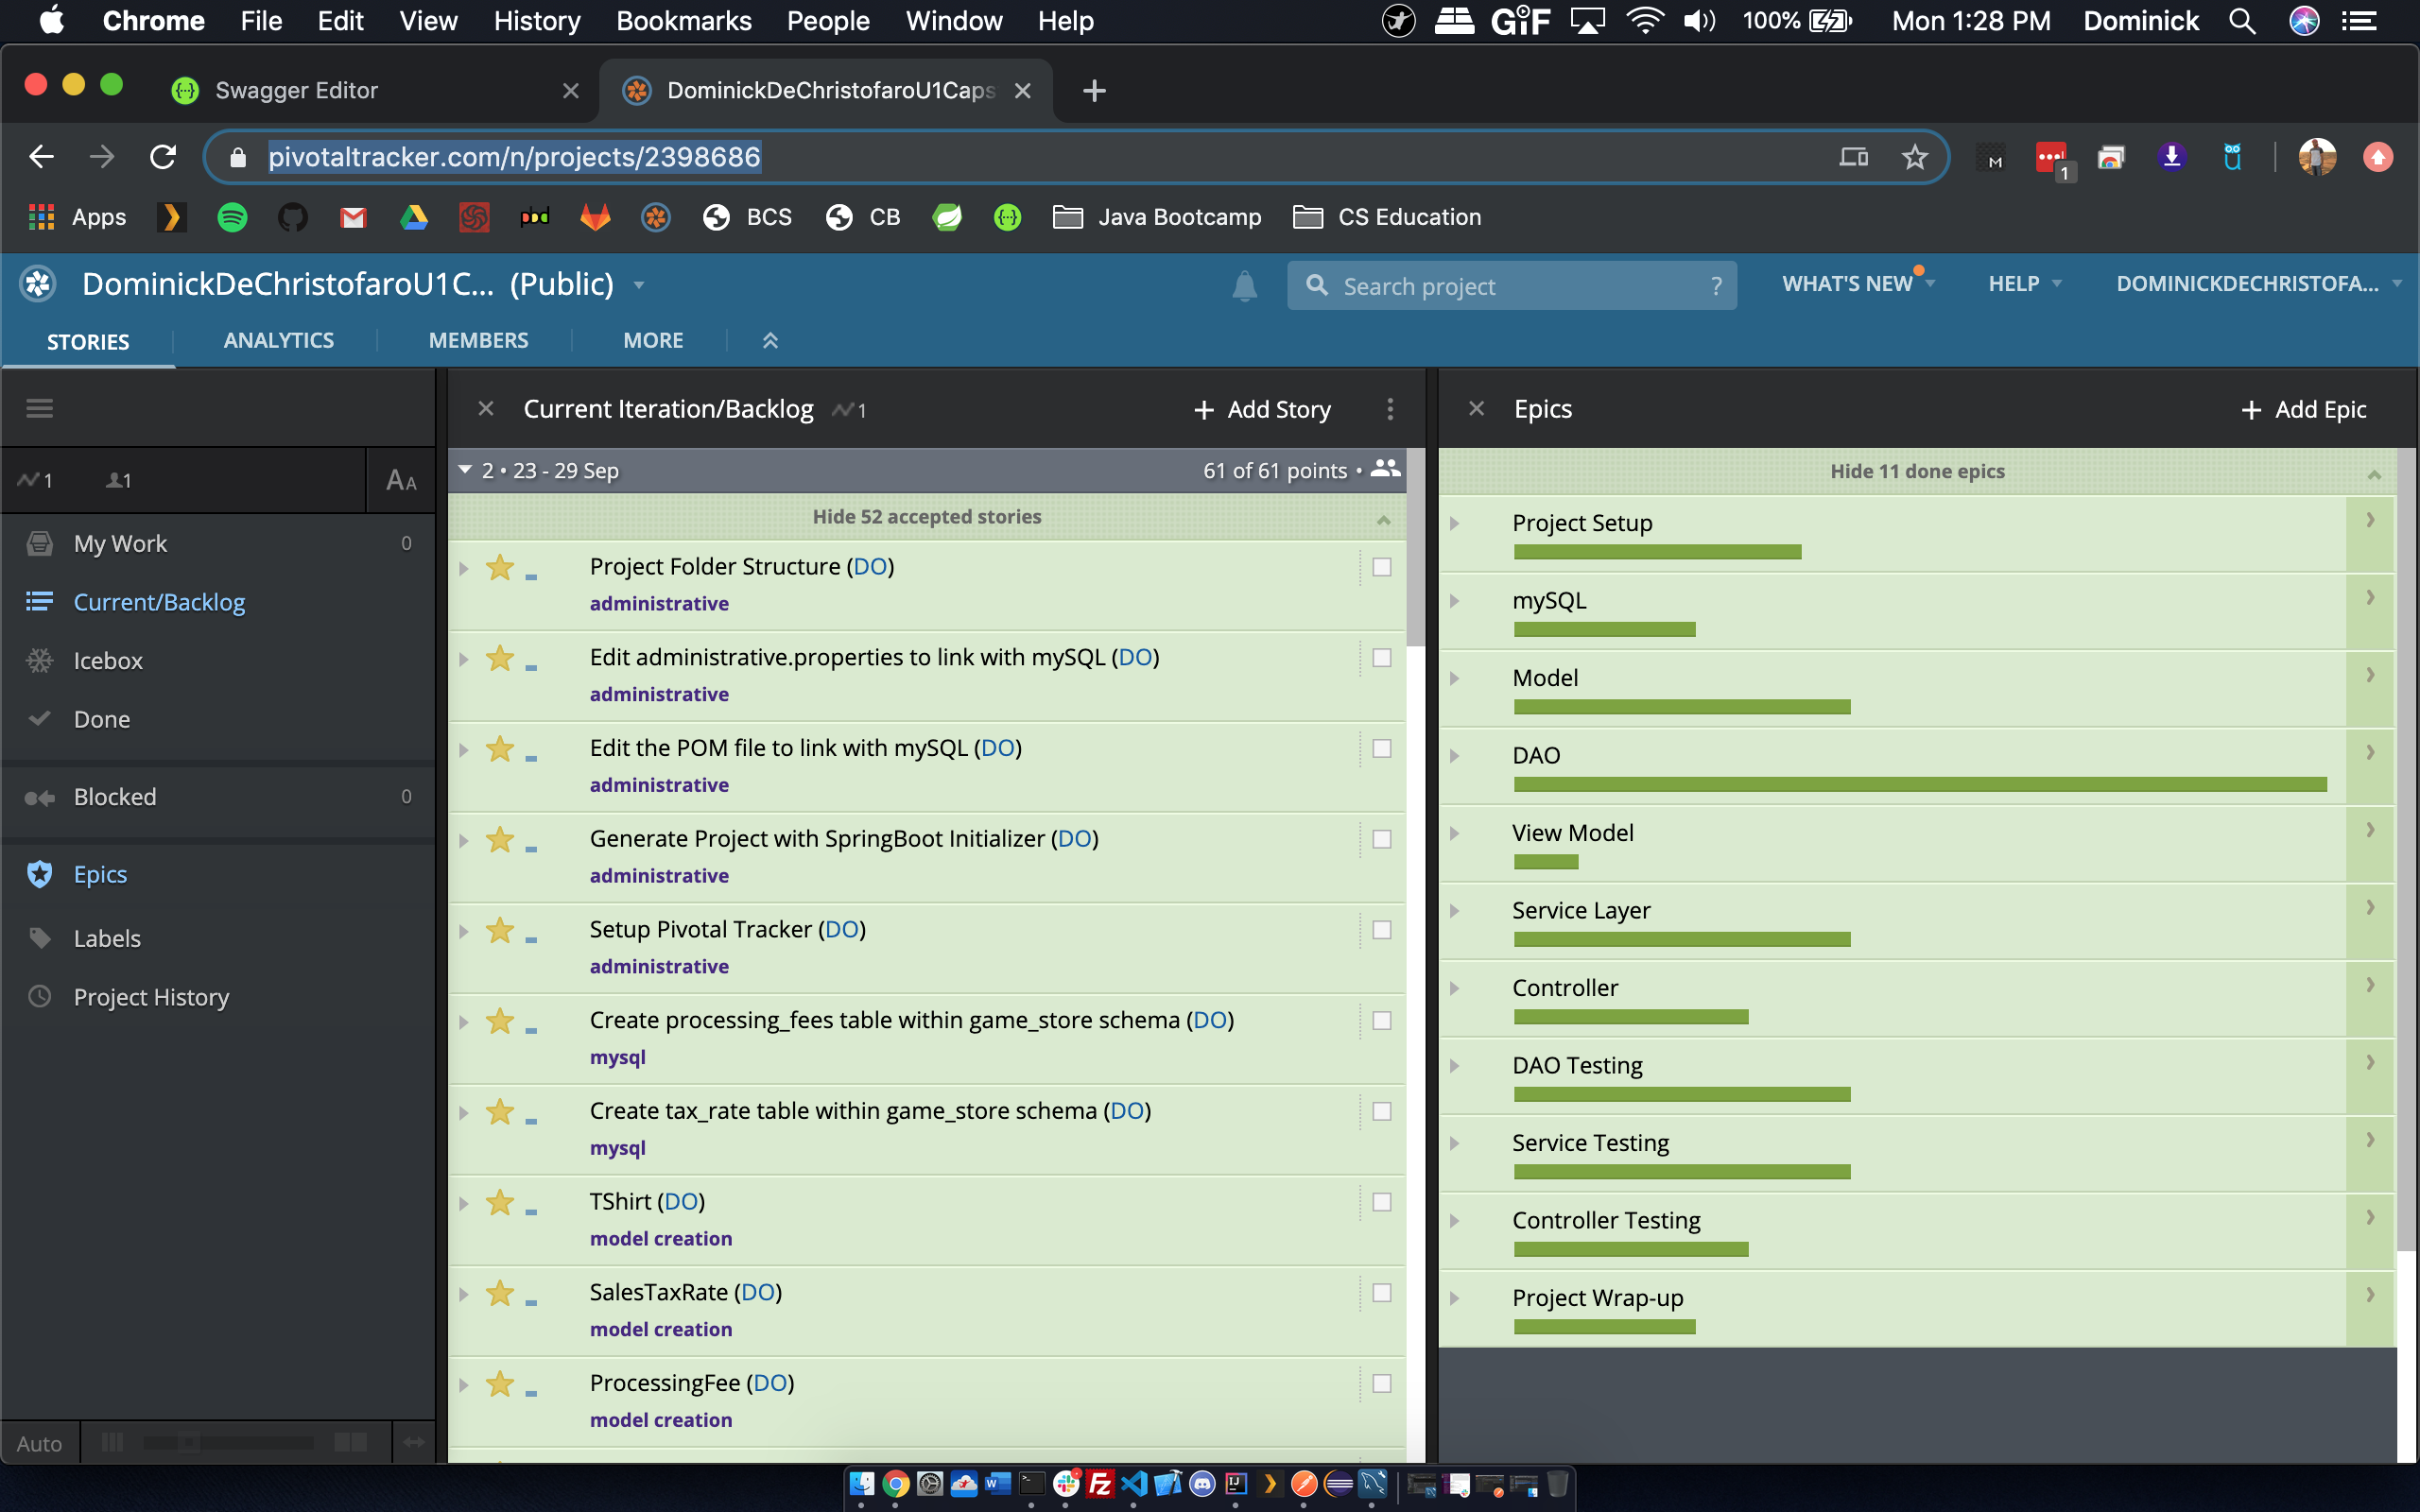 Chrome File Edit View History Bookmarks People Window Help GIF 100% Mon 1:28 PM Dominick
Swagger Editor
DominickDeChristofaroU1Caps
pivotaltracker.com/n/projects/2398686
M
1
Apps
pbd
BCS
CB
Java Bootcamp
CS Education
DominickDeChristofaroU1C... (Public)
Search project ?
WHAT'S NEW
HELP
DOMINICKDECHRISTOFA...
STORIES
ANALYTICS
MEMBERS
MORE
1
1
AA
My Work 0
Current/Backlog
Icebox
Done
Blocked 0
Epics
Labels
Project History
Auto
Current Iteration/Backlog 1
+ Add Story
2 • 23 - 29 Sep
61 of 61 points •
Hide 52 accepted stories
Project Folder Structure (DO)
administrative
Edit administrative.properties to link with mySQL (DO)
administrative
Edit the POM file to link with mySQL (DO)
administrative
Generate Project with SpringBoot Initializer (DO)
administrative
Setup Pivotal Tracker (DO)
administrative
Create processing_fees table within game_store schema (DO)
mysql
Create tax_rate table within game_store schema (DO)
mysql
TShirt (DO)
model creation
SalesTaxRate (DO)
model creation
ProcessingFee (DO)
model creation
Epics
+ Add Epic
Hide 11 done epics
Project Setup
mySQL
Model
DAO
View Model
Service Layer
Controller
DAO Testing
Service Testing
Controller Testing
Project Wrap-up